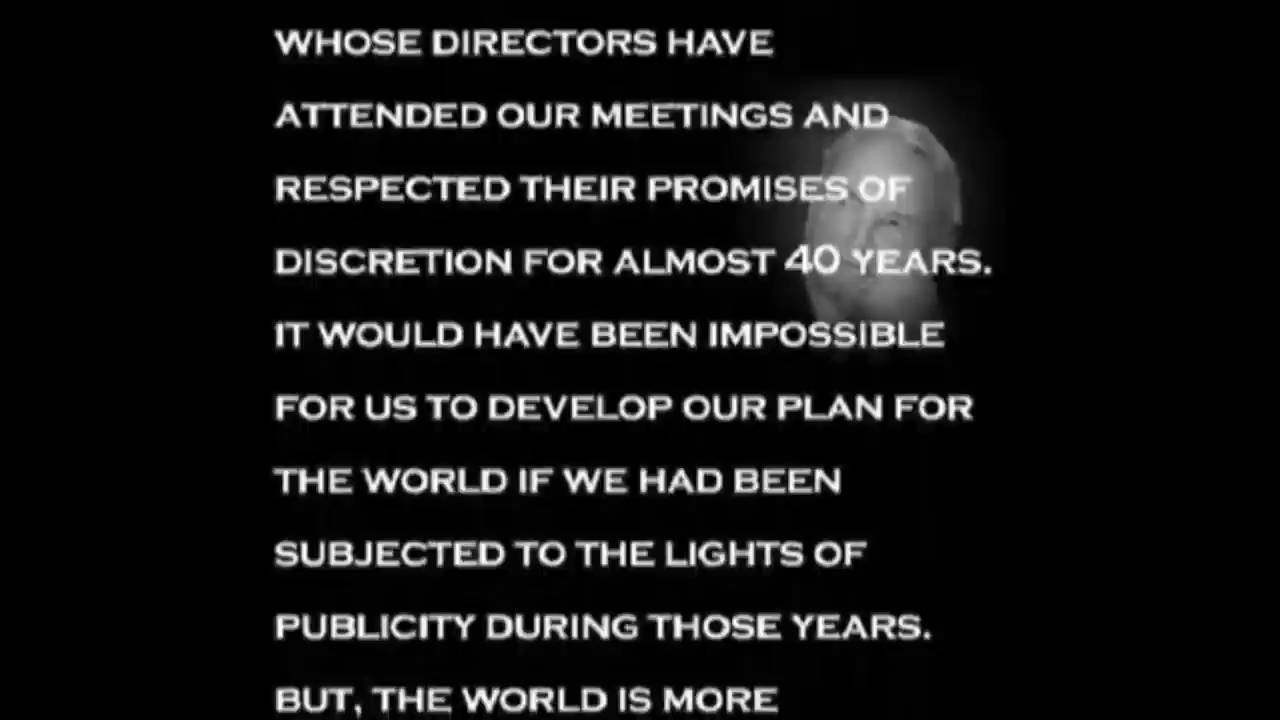 WHOSE DIRECTORS HAVE
ATTENDED OUR MEETINGS AND
RESPECTED THEIR PROMISES OF
DISCRETION FOR ALMOST 40 YEARS.
IT WOULD HAVE BEEN IMPOSSIBLE
FOR US TO DEVELOP OUR PLAN FOR
THE WORLD IF WE HAD BEEN
SUBJECTED TO THE LIGHTS OF
PUBLICITY DURING THOSE YEARS.
BUT, THE WORLD IS MORE